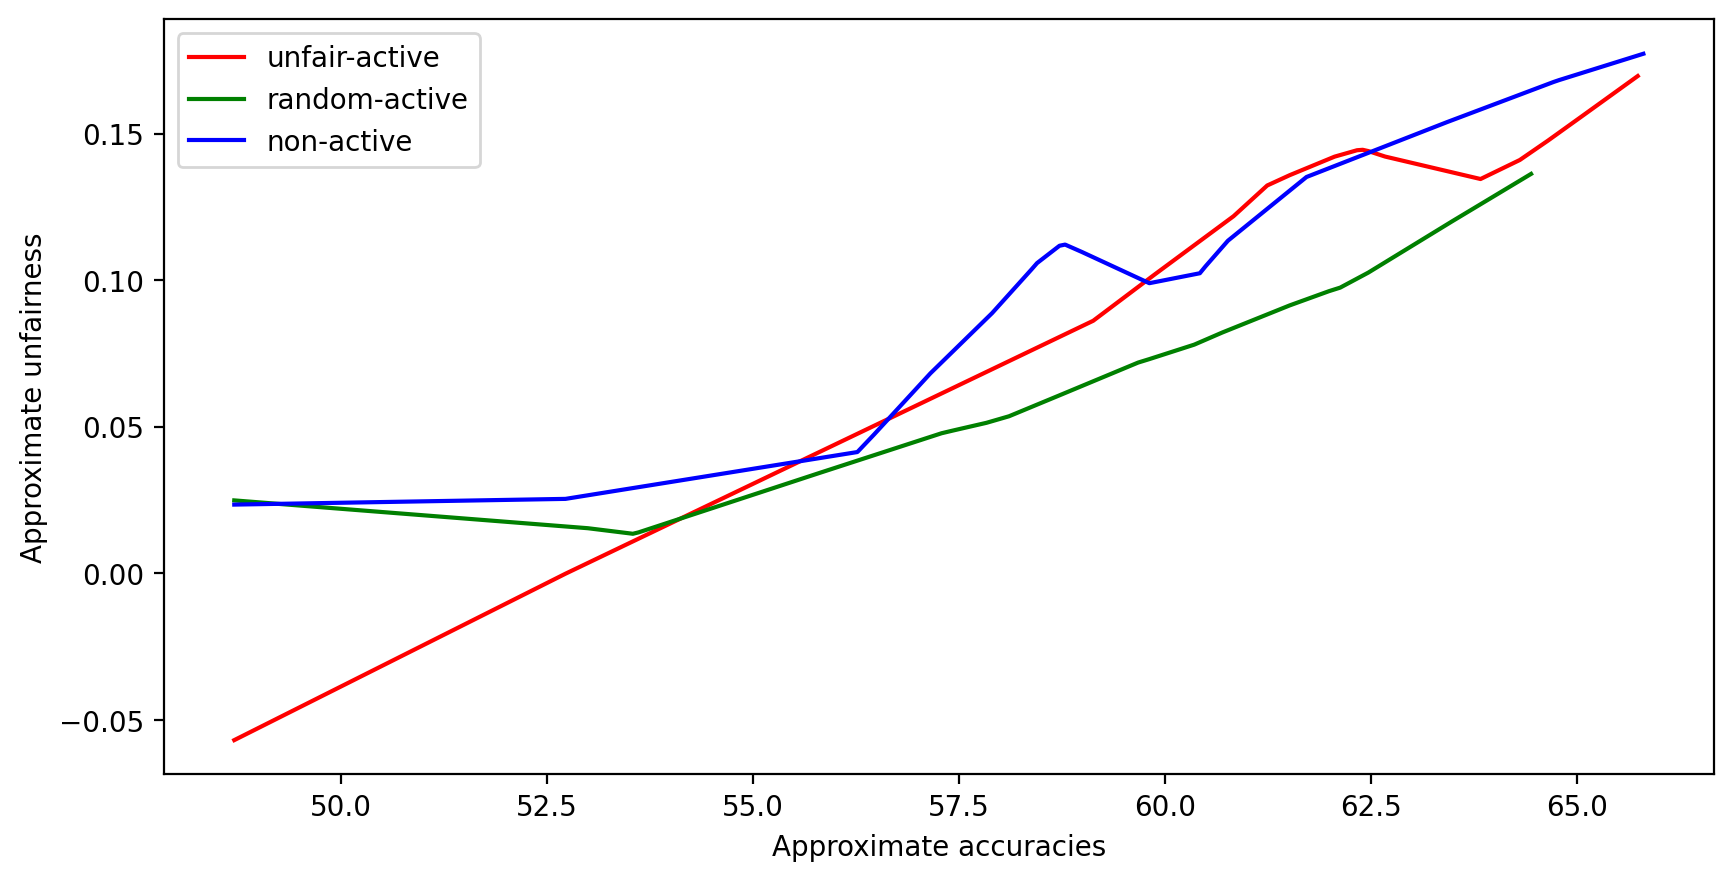 unfair-active
random-active
non-active
0.15
0.10
0.05
0.00
−0.05
Approximate unfairness
50.0 52.5 55.0 57.5 60.0 62.5 65.0
Approximate accuracies